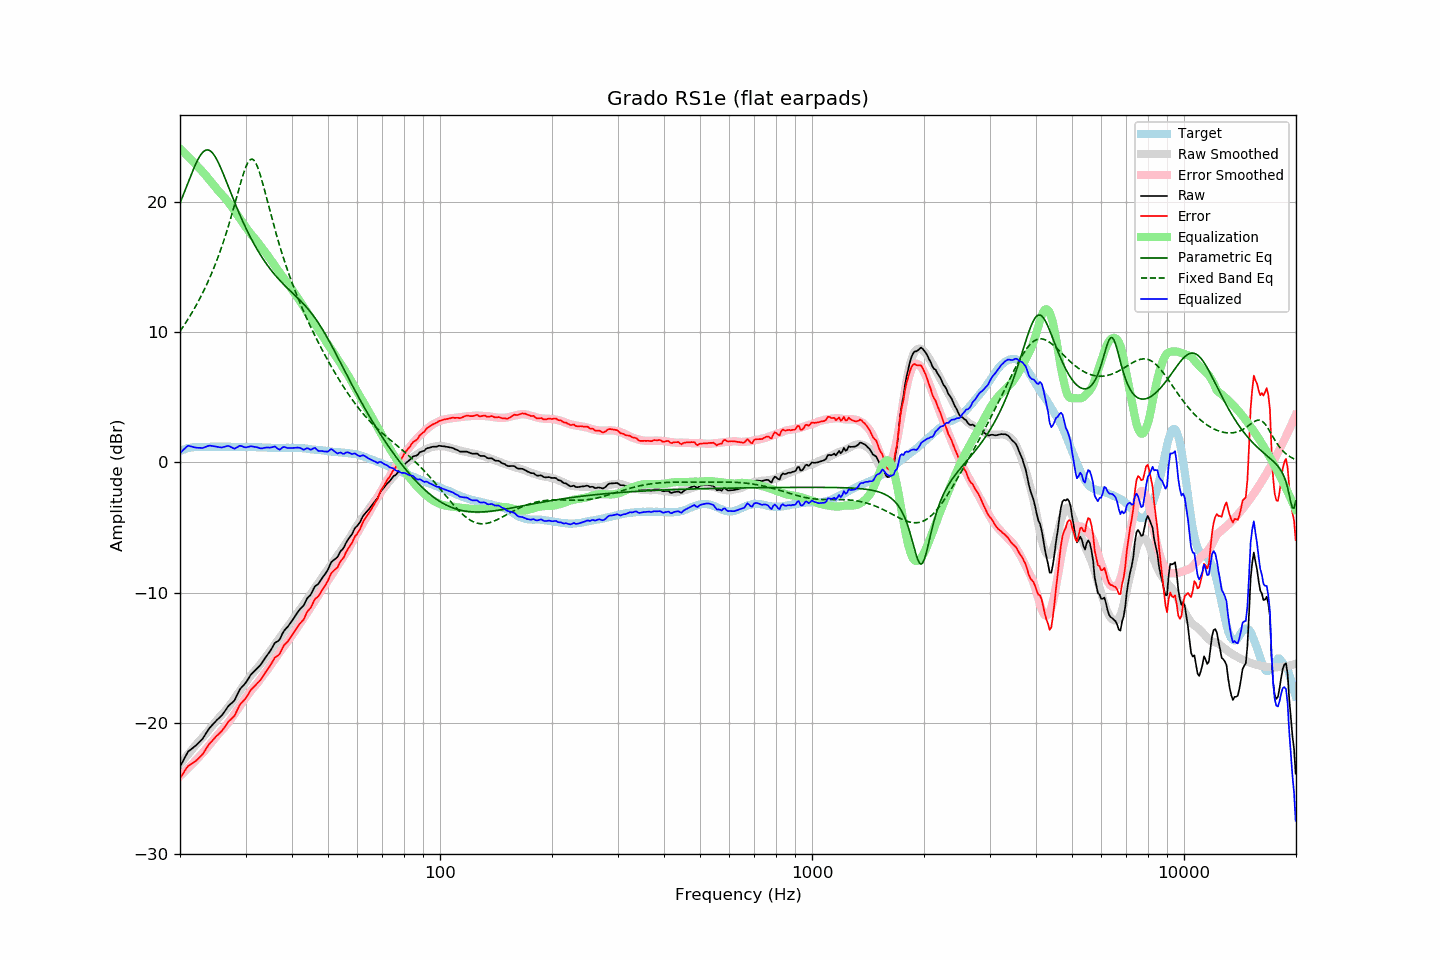 Grado RS1e (flat earpads)
Target
Raw Smoothed
Error Smoothed
Raw
Error
Equalization
Parametric Eq
Fixed Band Eq
Equalized
Amplitude (dBr)
20
10
0
−10
−20
−30
100
1000
10000
Frequency (Hz)